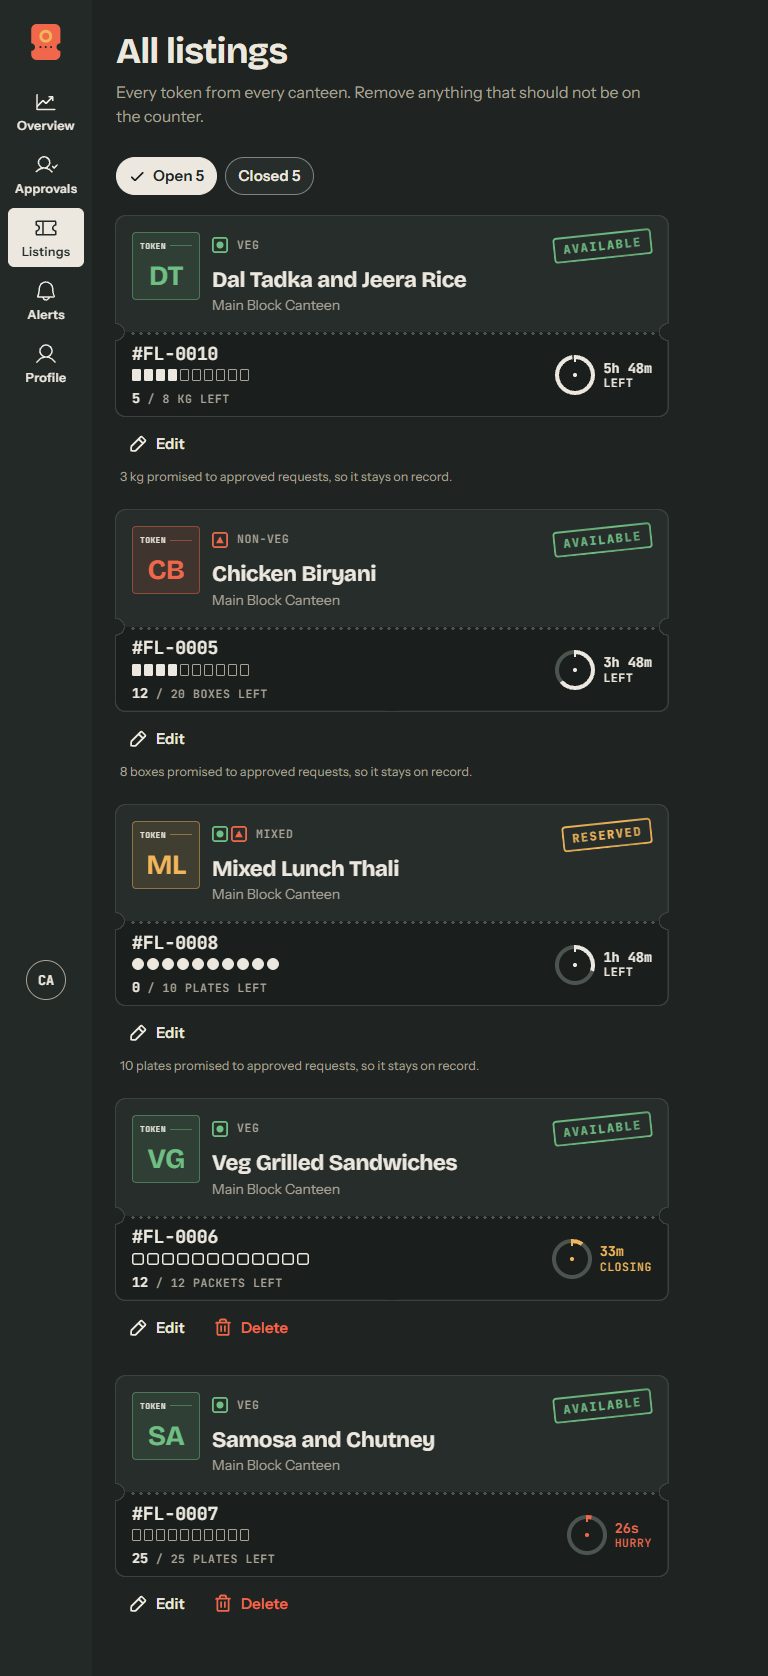 All listings
Every token from every canteen. Remove anything that should not be on
the counter.
Overview
Approvals
Listings
Alerts
Profile
CA
Open 5
Closed 5
TOKEN
DT
VEG
AVAILABLE
Dal Tadka and Jeera Rice
Main Block Canteen
#FL-0010
5 / 8 KG LEFT
5h 48m
LEFT
Edit
3 kg promised to approved requests, so it stays on record.
TOKEN
CB
NON-VEG
AVAILABLE
Chicken Biryani
Main Block Canteen
#FL-0005
12 / 20 BOXES LEFT
3h 48m
LEFT
Edit
8 boxes promised to approved requests, so it stays on record.
TOKEN
ML
MIXED
RESERVED
Mixed Lunch Thali
Main Block Canteen
#FL-0008
0 / 10 PLATES LEFT
1h 48m
LEFT
Edit
10 plates promised to approved requests, so it stays on record.
TOKEN
VG
VEG
AVAILABLE
Veg Grilled Sandwiches
Main Block Canteen
#FL-0006
12 / 12 PACKETS LEFT
33m
CLOSING
Edit
Delete
TOKEN
SA
VEG
AVAILABLE
Samosa and Chutney
Main Block Canteen
#FL-0007
25 / 25 PLATES LEFT
26s
HURRY
Edit
Delete